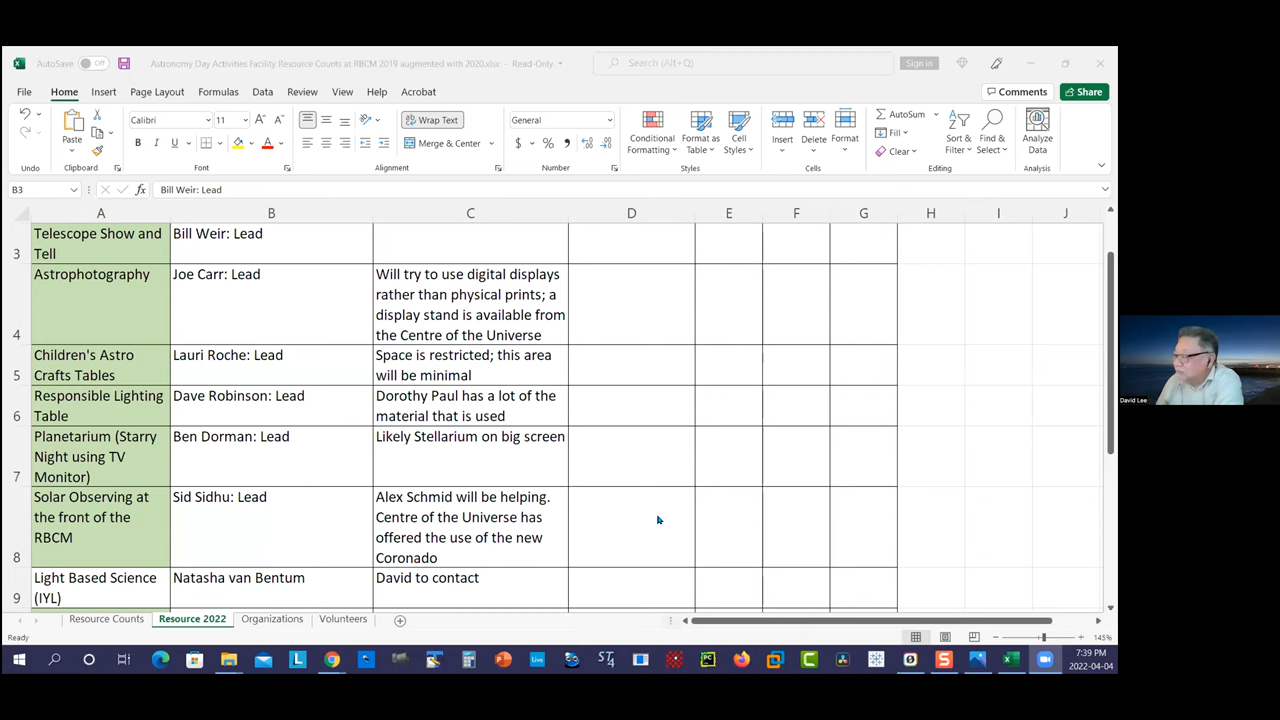 AutoSave Off Astronomy Day Activities Facility Resource Counts at RBCM 2019 augmented with 2020.xlsx - Read-Only Search (Alt+Q) Sign in
File Home Insert Page Layout Formulas Data Review View Help Acrobat Comments Share
Calibri 11 Wrap Text General AutoSum
Paste Conditional Formatting Format as Table Cell Styles Insert Delete Format Fill Sort & Filter Find & Select Analyze Data
B I U Merge & Center $ % Clear
Undo Clipboard Font Alignment Number Styles Cells Editing Analysis
B3 fx Bill Weir: Lead
A B C D E F G H I J
3 Telescope Show and Bill Weir: Lead
Tell
4 Astrophotography Joe Carr: Lead Will try to use digital displays
rather than physical prints; a
display stand is available from
the Centre of the Universe
5 Children's Astro Lauri Roche: Lead Space is restricted; this area
Crafts Tables will be minimal
6 Responsible Lighting Dave Robinson: Lead Dorothy Paul has a lot of the
Table material that is used
7 Planetarium (Starry Ben Dorman: Lead Likely Stellarium on big screen
Night using TV
Monitor)
8 Solar Observing at Sid Sidhu: Lead Alex Schmid will be helping.
the front of the Centre of the Universe has
RBCM offered the use of the new
Coronado
9 Light Based Science Natasha van Bentum David to contact
(IYL)
Resource Counts Resource 2022 Organizations Volunteers
Ready 145%
7:39 PM
2022-04-04
David Lee